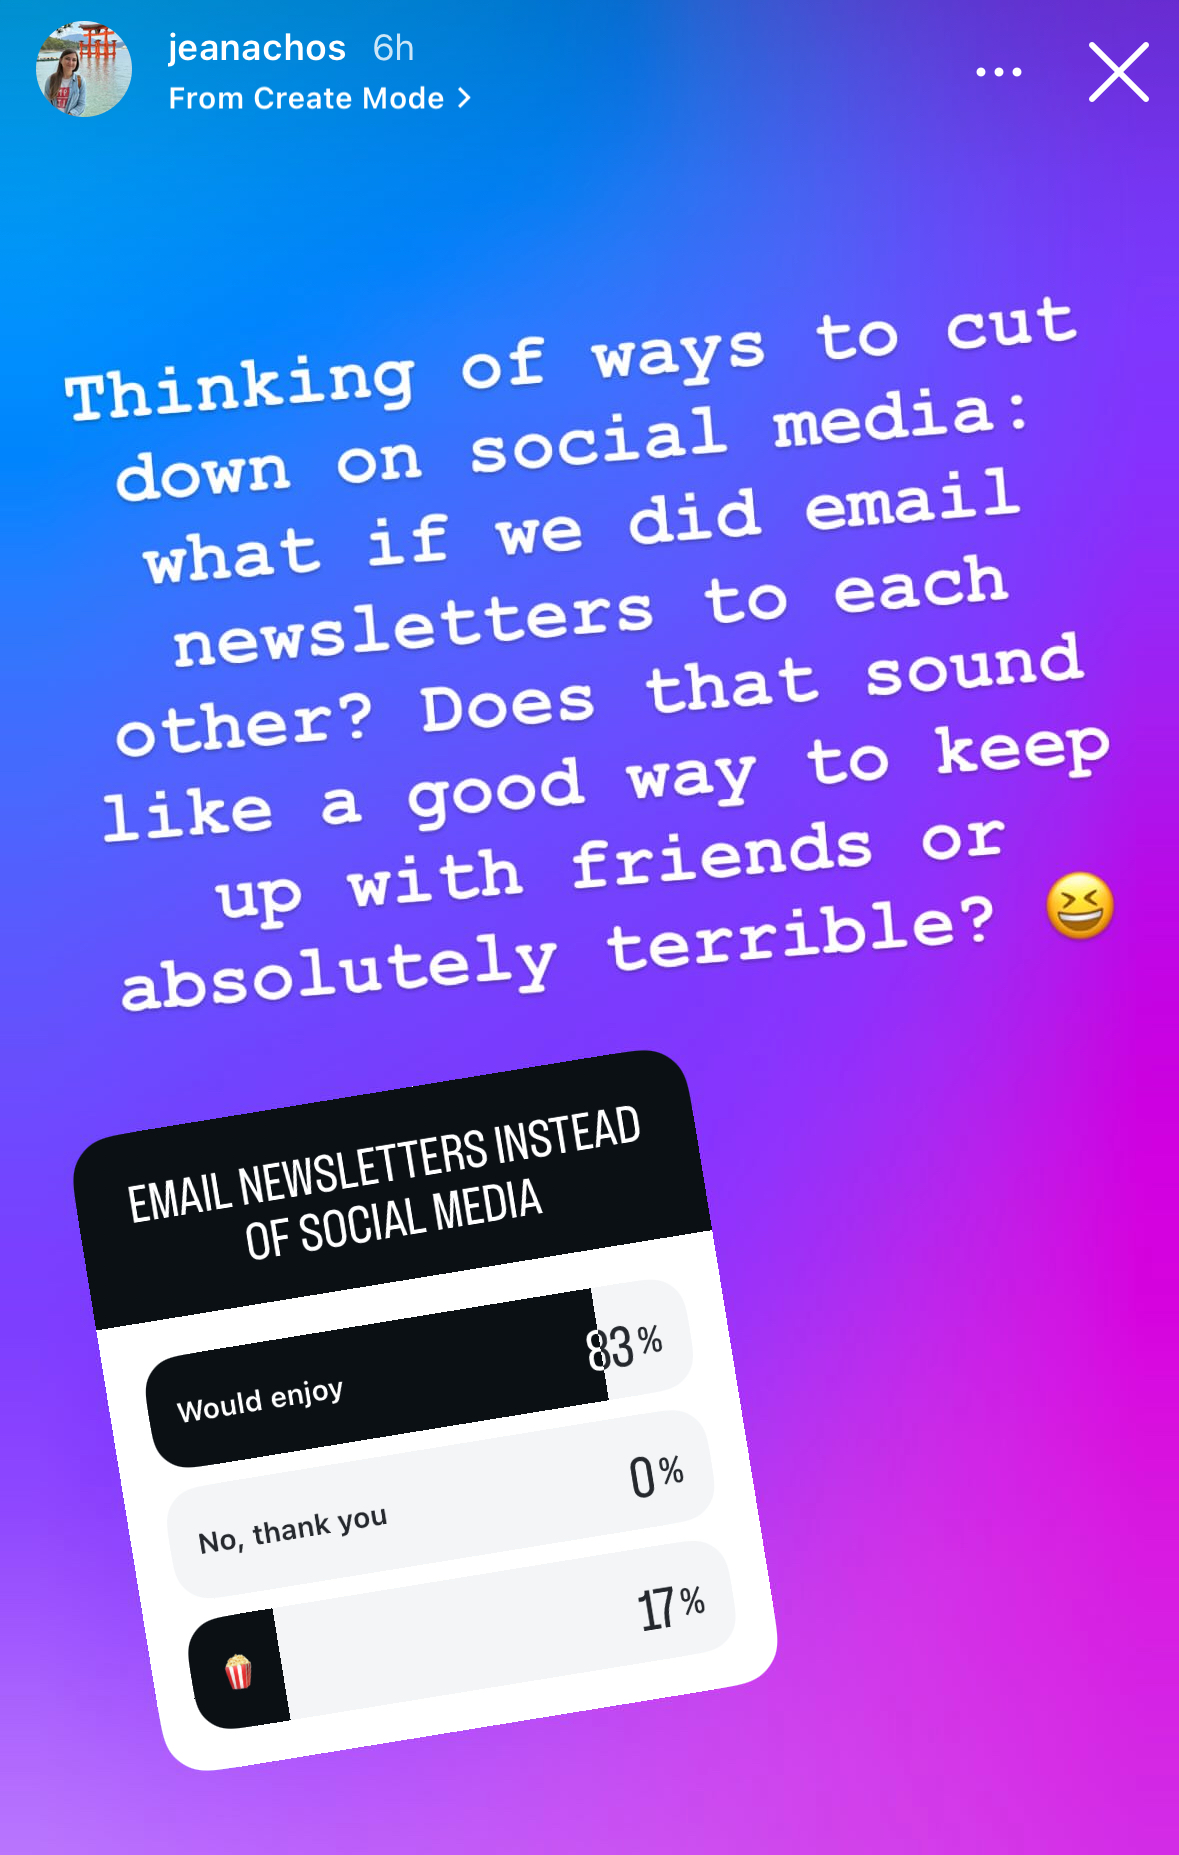 jeanachos 6h
From Create Mode >
Thinking of ways to cut
down on social media:
what if we did email
newsletters to each
other? Does that sound
like a good way to keep
up with friends or
absolutely terrible? 😆
EMAIL NEWSLETTERS INSTEAD
OF SOCIAL MEDIA
Would enjoy 83%
No, thank you 0%
🍿 17%